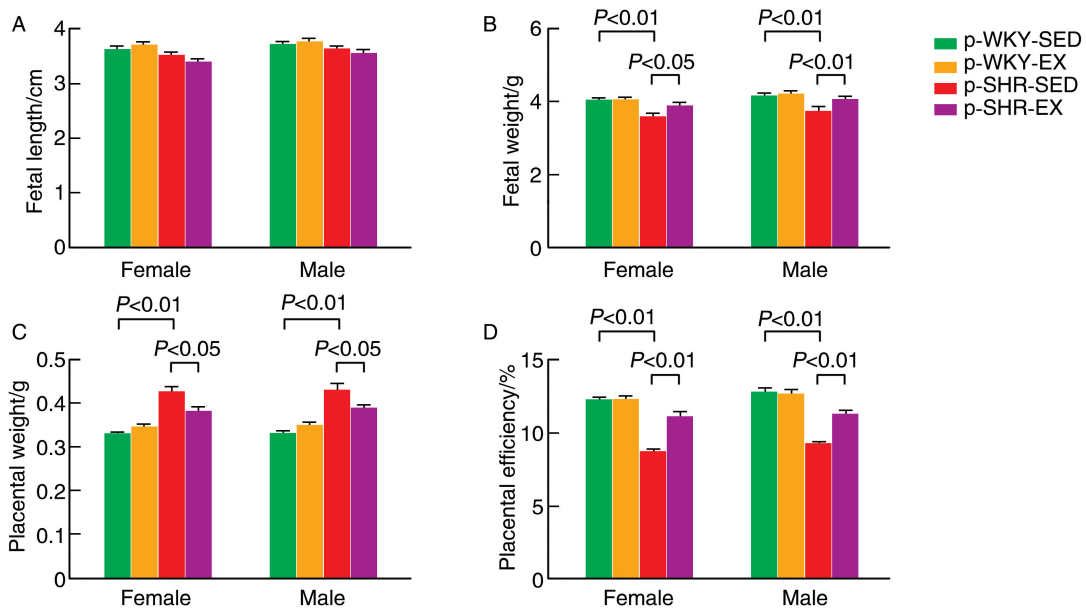 A
Fetal length/cm
4
3
2
1
0
Female
Male
B
Fetal weight/g
6
4
2
0
P<0.01
P<0.05
P<0.01
P<0.01
Female
Male
p-WKY-SED
p-WKY-EX
p-SHR-SED
p-SHR-EX
C
Placental weight/g
0.5
0.4
0.3
0.2
0.1
0
P<0.01
P<0.05
P<0.01
P<0.05
Female
Male
D
Placental efficiency/%
15
10
5
0
P<0.01
P<0.01
P<0.01
P<0.01
Female
Male